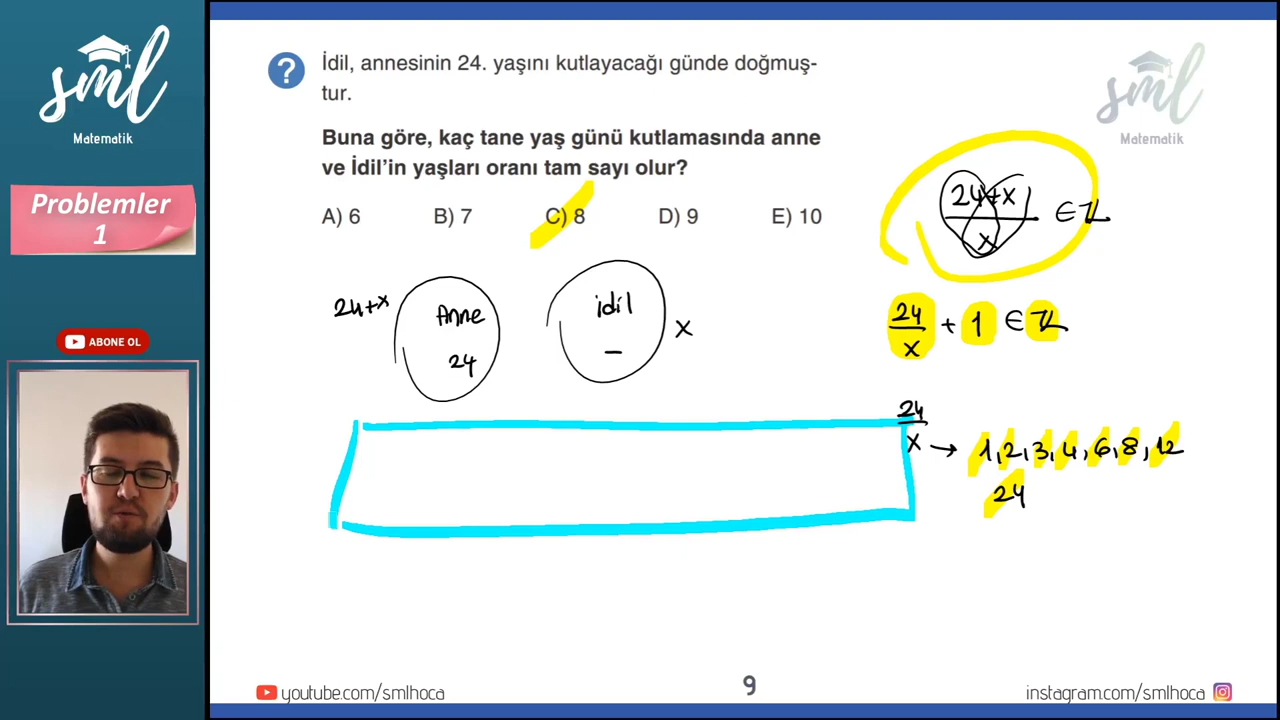 sml
Matematik
Problemler
1
ABONE OL
?
İdil, annesinin 24. yaşını kutlayacağı günde doğmuş-
tur.
Buna göre, kaç tane yaş günü kutlamasında anne
ve İdil'in yaşları oranı tam sayı olur?
A) 6 B) 7 C) 8 D) 9 E) 10
sml
Matematik
24+x
x
∈ ℤ
24+x
Anne
24
idil
–
x
24
x
+ 1 ∈ ℤ
24
x
→ 1, 2, 3, 4, 6, 8, 12
24
youtube.com/smlhoca
9
instagram.com/smlhoca